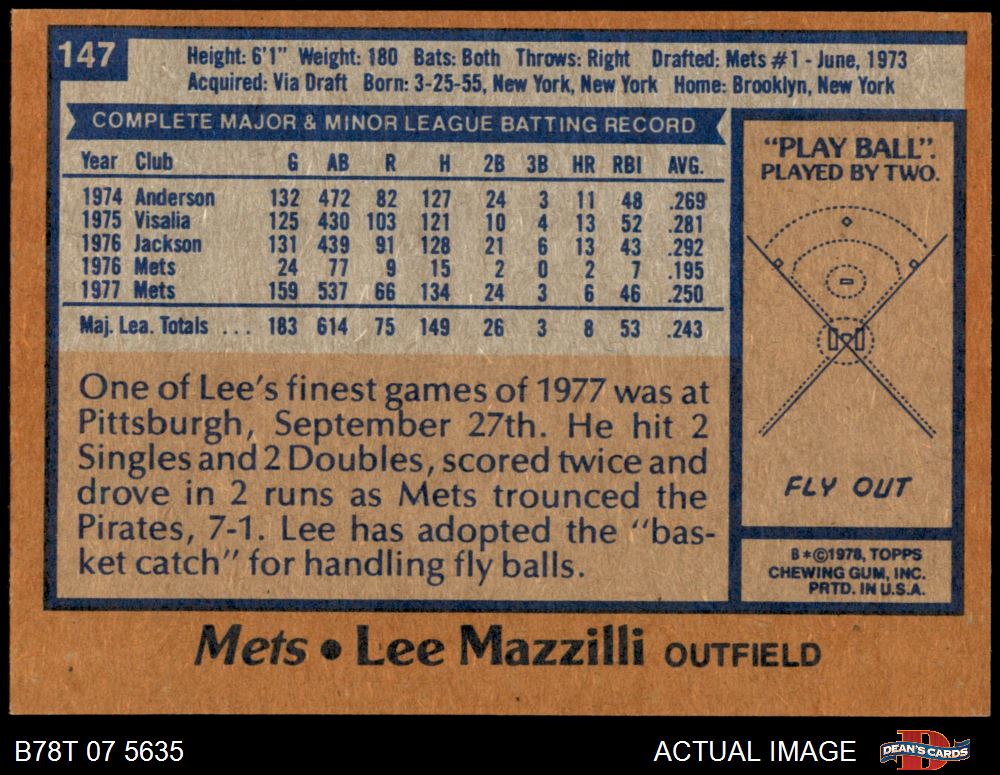 147
Height: 6'1" Weight: 180 Bats: Both Throws: Right Drafted: Mets #1 - June, 1973
Acquired: Via Draft Born: 3-25-55, New York, New York Home: Brooklyn, New York
COMPLETE MAJOR & MINOR LEAGUE BATTING RECORD
Year Club G AB R H 2B 3B HR RBI AVG.
1974 Anderson 132 472 82 127 24 3 11 48 .269
1975 Visalia 125 430 103 121 10 4 13 52 .281
1976 Jackson 131 439 91 128 21 6 13 43 .292
1976 Mets 24 77 9 15 2 0 2 7 .195
1977 Mets 159 537 66 134 24 3 6 46 .250
Maj. Lea. Totals ... 183 614 75 149 26 3 8 53 .243
One of Lee's finest games of 1977 was at
Pittsburgh, September 27th. He hit 2
Singles and 2 Doubles, scored twice and
drove in 2 runs as Mets trounced the
Pirates, 7-1. Lee has adopted the "bas-
ket catch" for handling fly balls.
"PLAY BALL".
PLAYED BY TWO.
FLY OUT
B*©1978, TOPPS
CHEWING GUM, INC.
PRTD. IN U.S.A.
Mets • Lee Mazzilli OUTFIELD
B78T 07 5635
ACTUAL IMAGE
DEAN'S CARDS